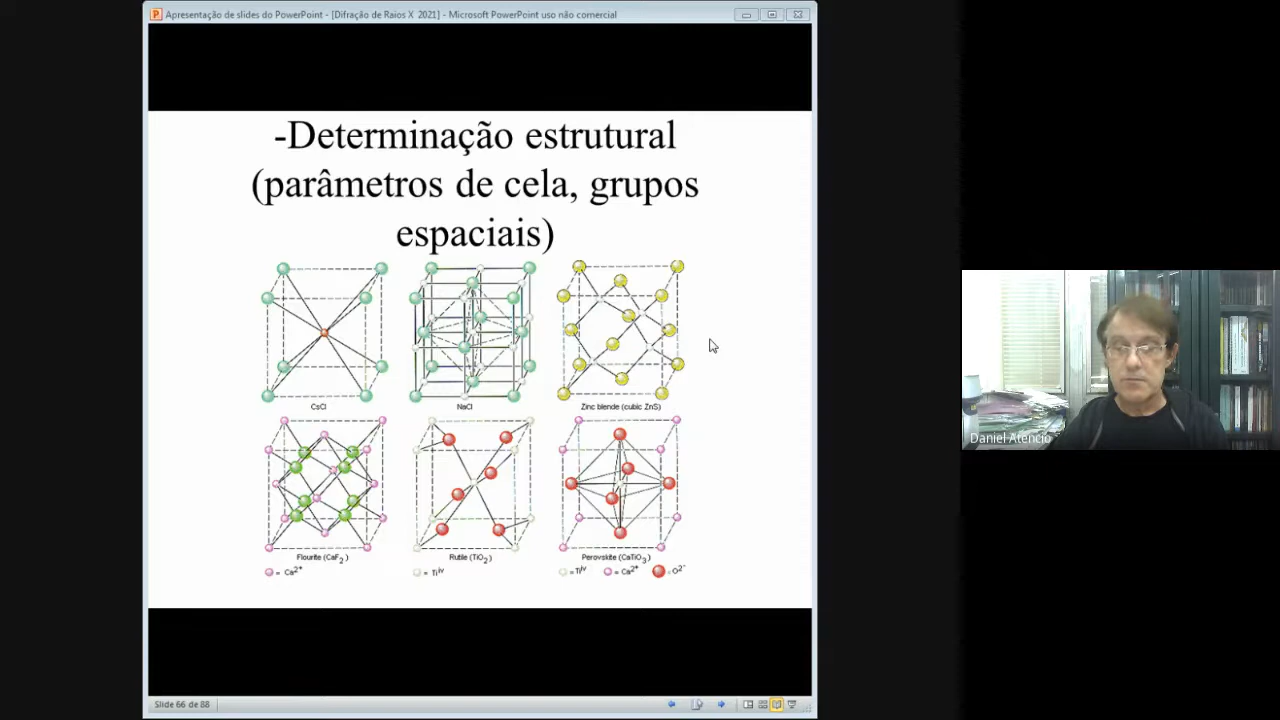 Apresentação de slides do PowerPoint - [Difração de Raios X 2021] - Microsoft PowerPoint uso não comercial
-Determinação estrutural
(parâmetros de cela, grupos
espaciais)
CsCl
NaCl
Zinc blende (cubic ZnS)
Flourite (CaF2)
Rutile (TiO2)
Perovskite (CaTiO3)
= Ca2+
= TiIV
= TiIV = Ca2+ = O2-
Daniel Atencio
Slide 66 de 88